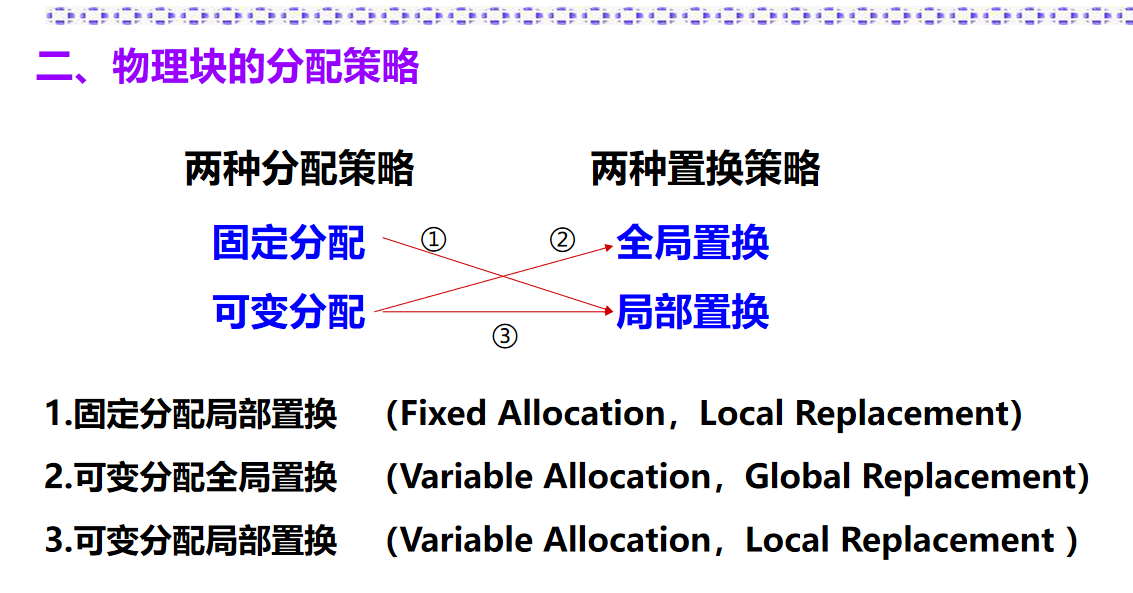 二、物理块的分配策略
两种分配策略 两种置换策略
固定分配 ① ② 全局置换
可变分配 局部置换
③
1.固定分配局部置换 （Fixed Allocation，Local Replacement）
2.可变分配全局置换 （Variable Allocation，Global Replacement）
3.可变分配局部置换 （Variable Allocation，Local Replacement ）